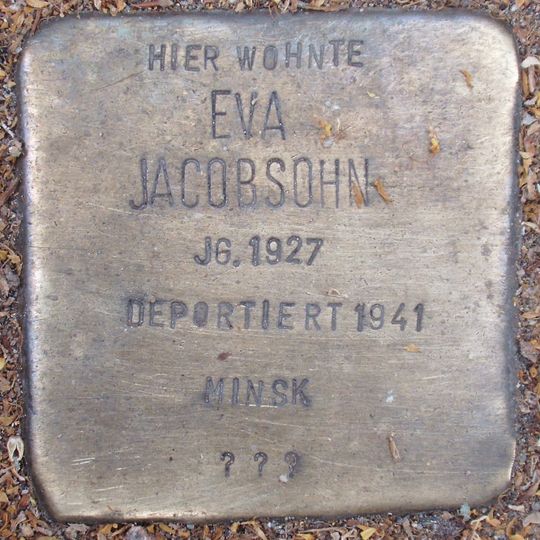 HIER WOHNTE
EVA
JACOBSOHN
JG. 1927
DEPORTIERT 1941
MINSK
???